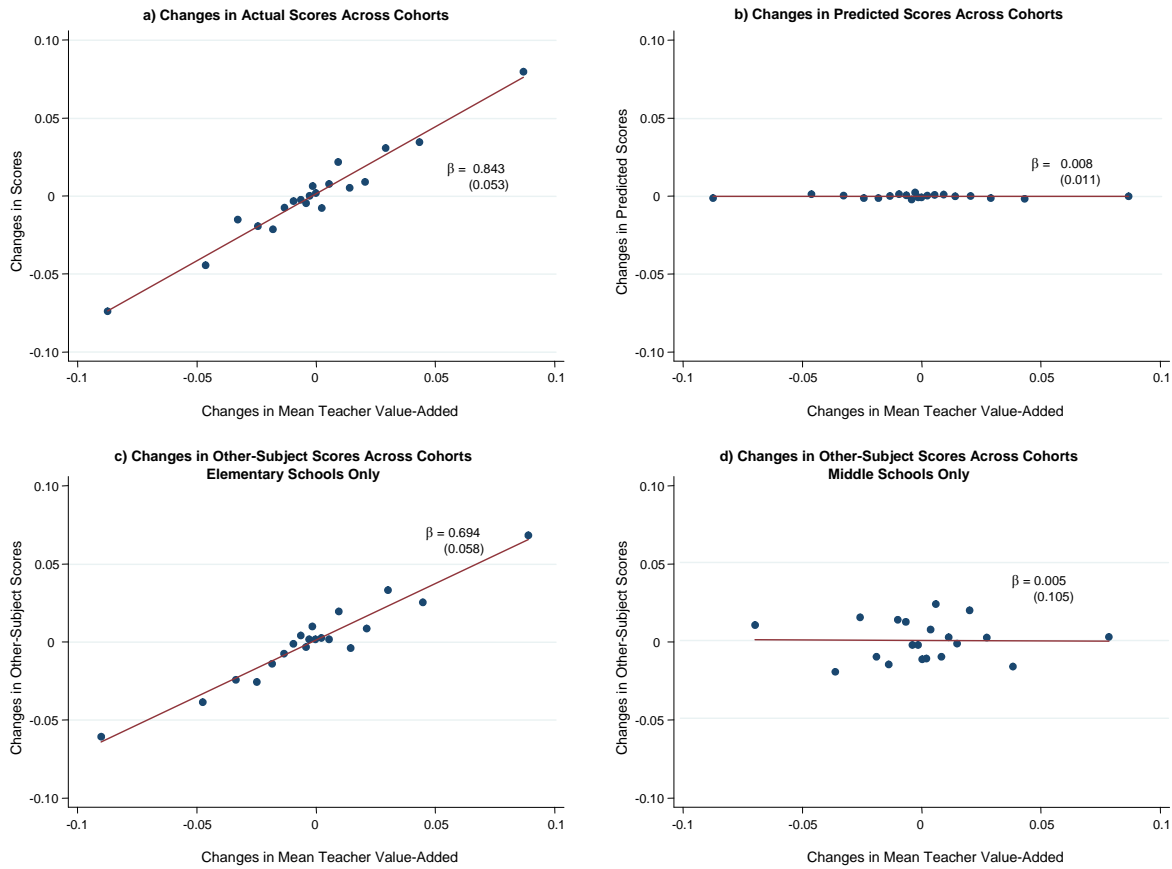 a) Changes in Actual Scores Across Cohorts
Changes in Scores
0.10
0.05
0
-0.05
-0.10
β = 0.843
(0.053)
-0.1
-0.05
0
0.05
0.1
Changes in Mean Teacher Value-Added
b) Changes in Predicted Scores Across Cohorts
Changes in Predicted Scores
0.10
0.05
0
-0.05
-0.10
β = 0.008
(0.011)
-0.1
-0.05
0
0.05
0.1
Changes in Mean Teacher Value-Added
c) Changes in Other-Subject Scores Across Cohorts
Elementary Schools Only
Changes in Other-Subject Scores
0.10
0.05
0
-0.05
-0.10
β = 0.694
(0.058)
-0.1
-0.05
0
0.05
0.1
Changes in Mean Teacher Value-Added
d) Changes in Other-Subject Scores Across Cohorts
Middle Schools Only
Changes in Other-Subject Scores
0.10
0.05
0
-0.05
-0.10
β = 0.005
(0.105)
-0.1
-0.05
0
0.05
0.1
Changes in Mean Teacher Value-Added